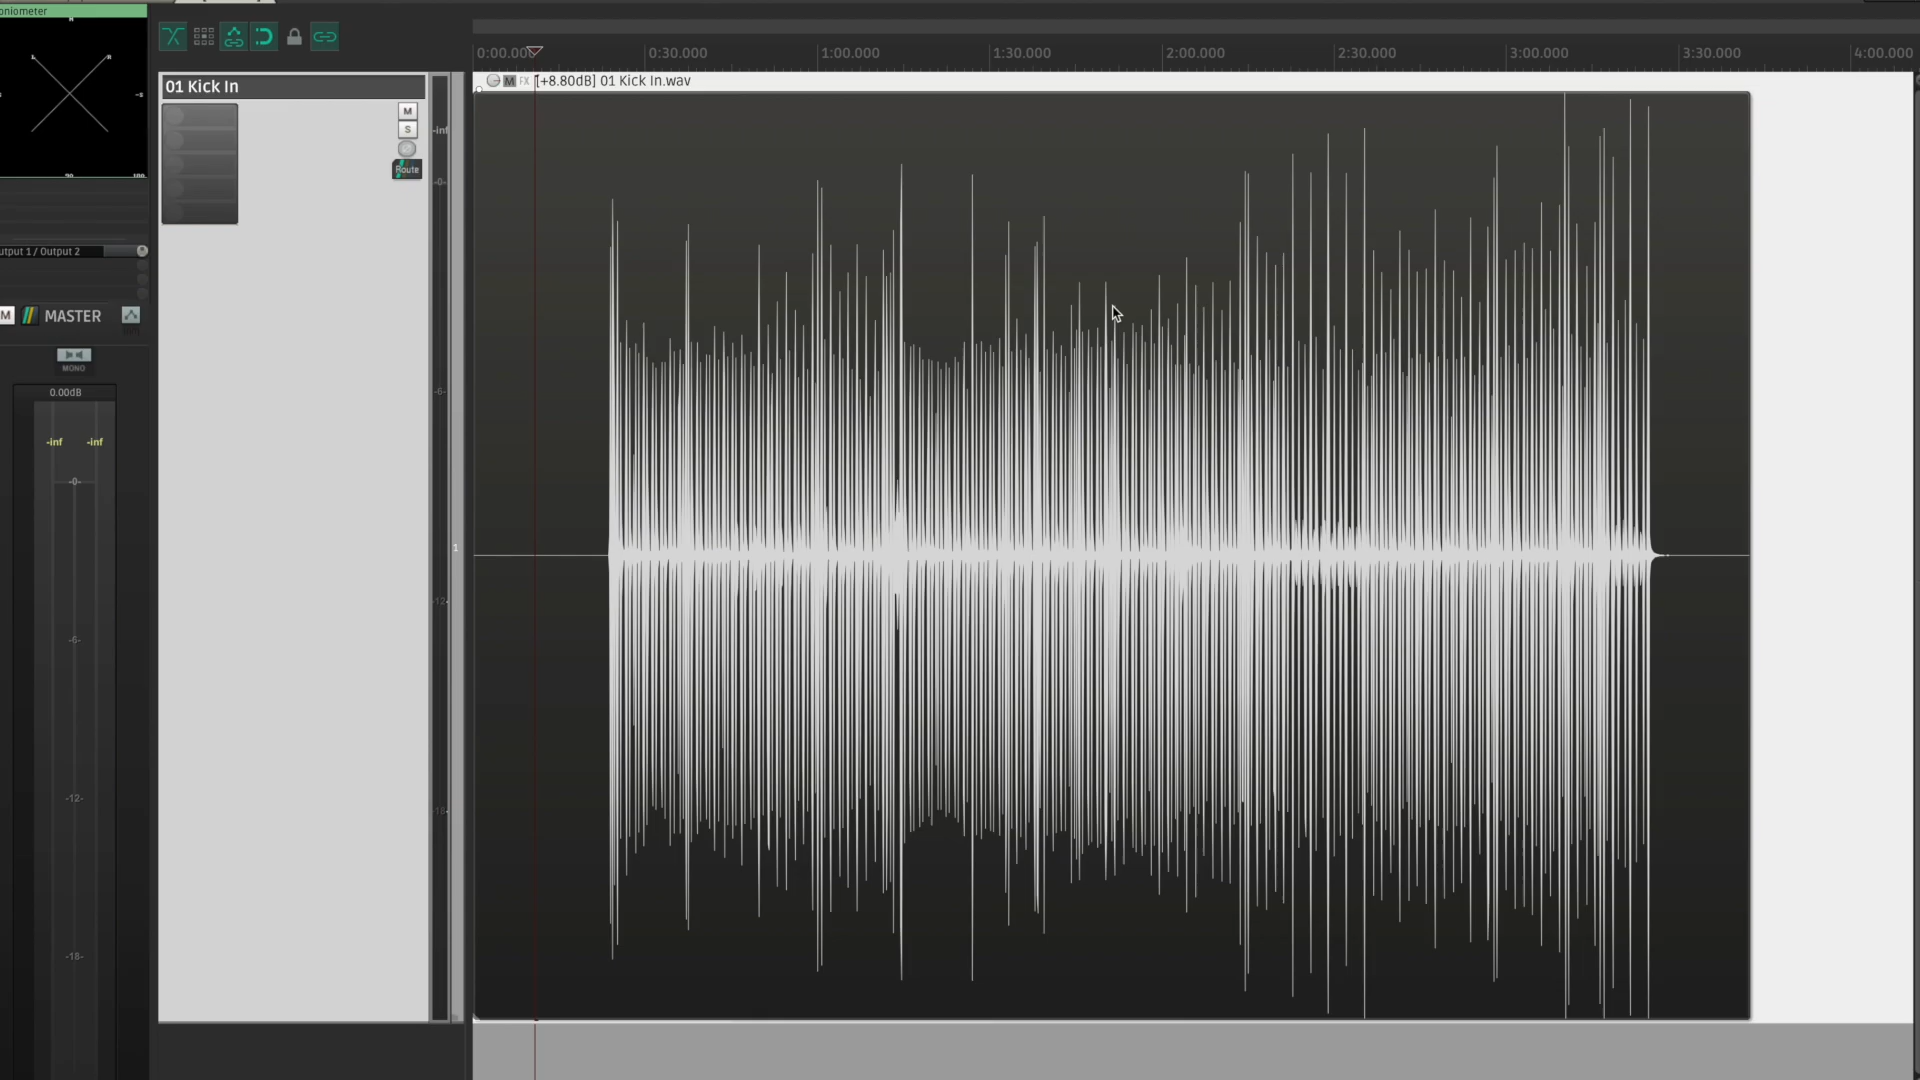 oniometer
R
L
R
-S
0:00.000
0:30.000
1:00.000
1:30.000
2:00.000
2:30.000
3:00.000
3:30.000
4:00.000
M
FX
[+8.80dB] 01 Kick In.wav
01 Kick In
M
S
Route
-inf
-0-
-6-
-12-
-18-
1
utput 1 / Output 2
M
MASTER
MONO
0.00dB
-inf
-inf
-0-
-6-
-12-
-18-